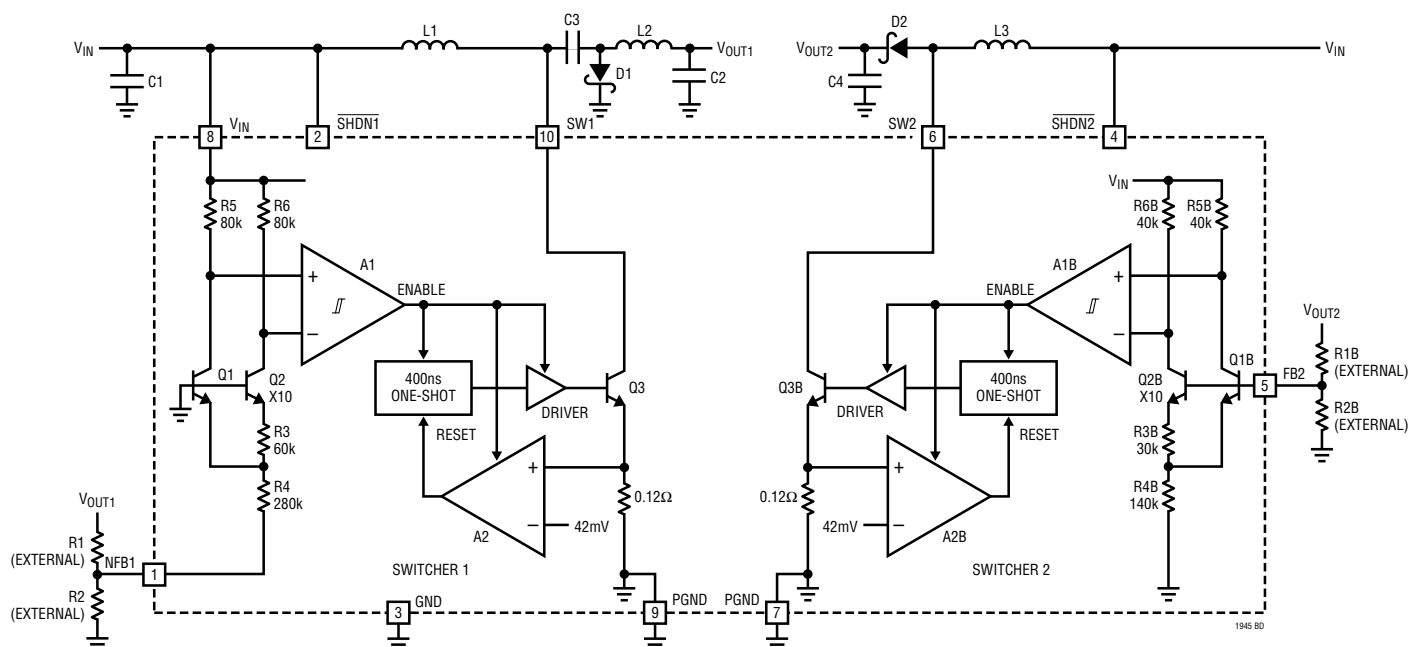 L1
C3
L2
D2
L3
VIN
VOUT1
VOUT2
VIN
C1
D1
C2
C4
8
VIN
2
SHDN1
10
SW1
SW2
6
SHDN2
4
R5
80k
R6
80k
VIN
R6B
40k
R5B
40k
A1
+
−
ENABLE
A1B
+
−
ENABLE
VOUT2
R1B
(EXTERNAL)
5
FB2
R2B
(EXTERNAL)
Q1
Q2
X10
400ns
ONE-SHOT
DRIVER
Q3
RESET
Q3B
DRIVER
400ns
ONE-SHOT
RESET
Q2B
X10
Q1B
R3
60k
R4
280k
R3B
30k
R4B
140k
+
−
A2
0.12Ω
42mV
0.12Ω
42mV
+
−
A2B
VOUT1
R1
(EXTERNAL)
NFB1
1
R2
(EXTERNAL)
SWITCHER 1
SWITCHER 2
3
GND
9
PGND
PGND
7
1945 BD